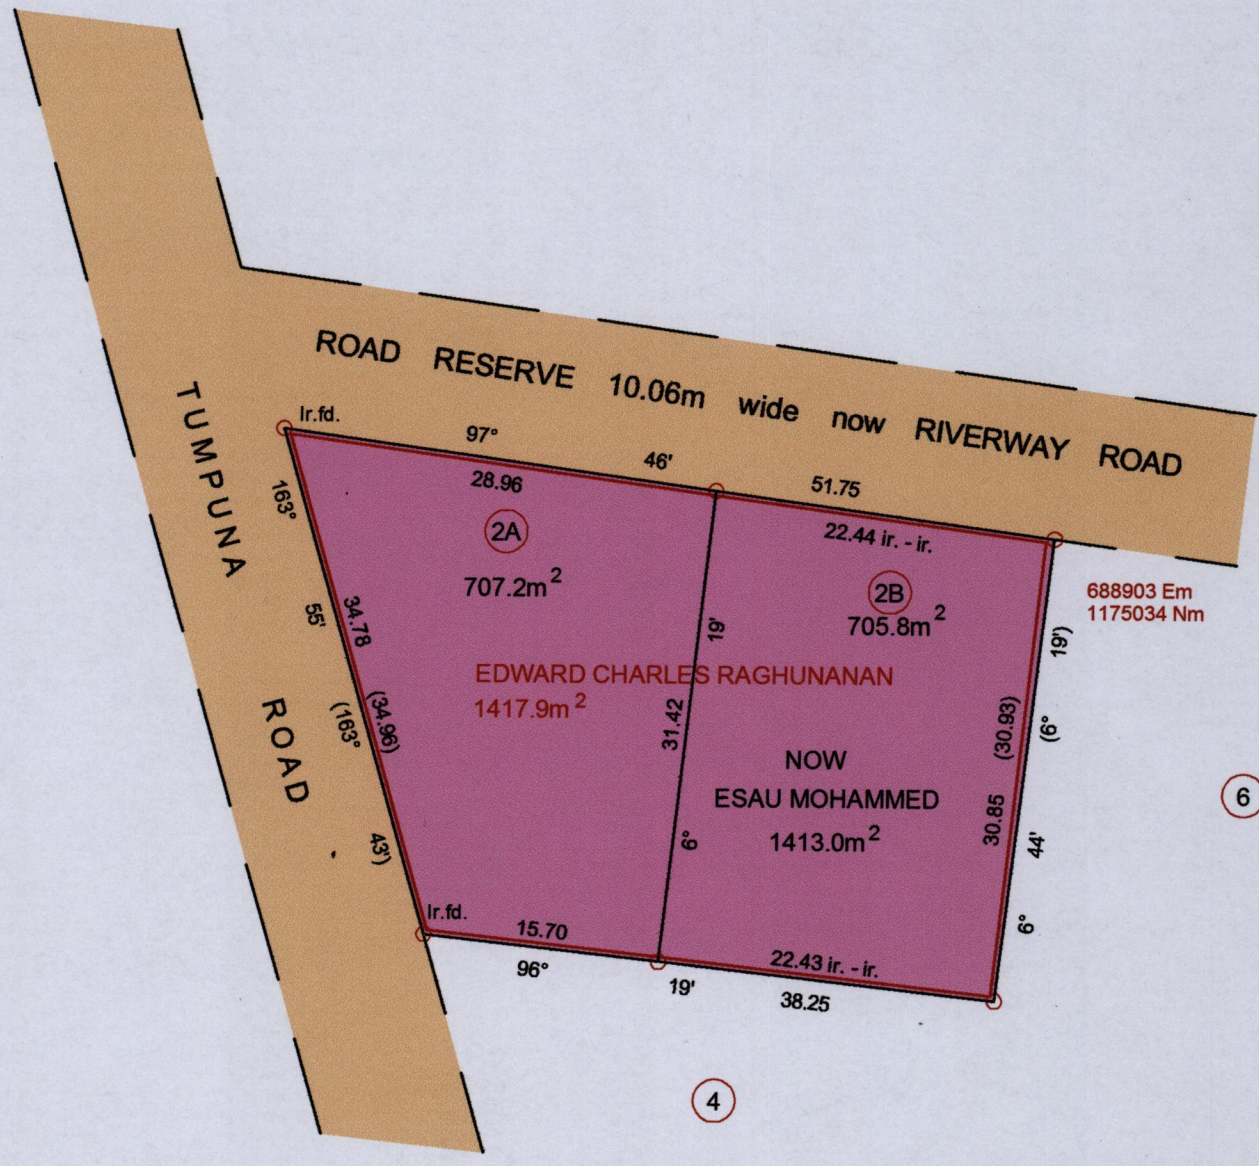 ROAD RESERVE 10.06m wide now RIVERWAY ROAD
TUMPUNA ROAD
Ir.fd.
97° 46' 51.75
28.96
22.44 ir. - ir.
163° 55'
34.78
(163° 43')
(34.96)
2A
707.2m²
2B
705.8m²
688903 Em
1175034 Nm
EDWARD CHARLES RAGHUNANAN
1417.9m²
6° 19'
31.42
NOW
ESAU MOHAMMED
1413.0m²
(6° 19')
(30.93)
30.85
6° 44'
6
Ir.fd.
15.70
22.43 ir. - ir.
96° 19' 38.25
4